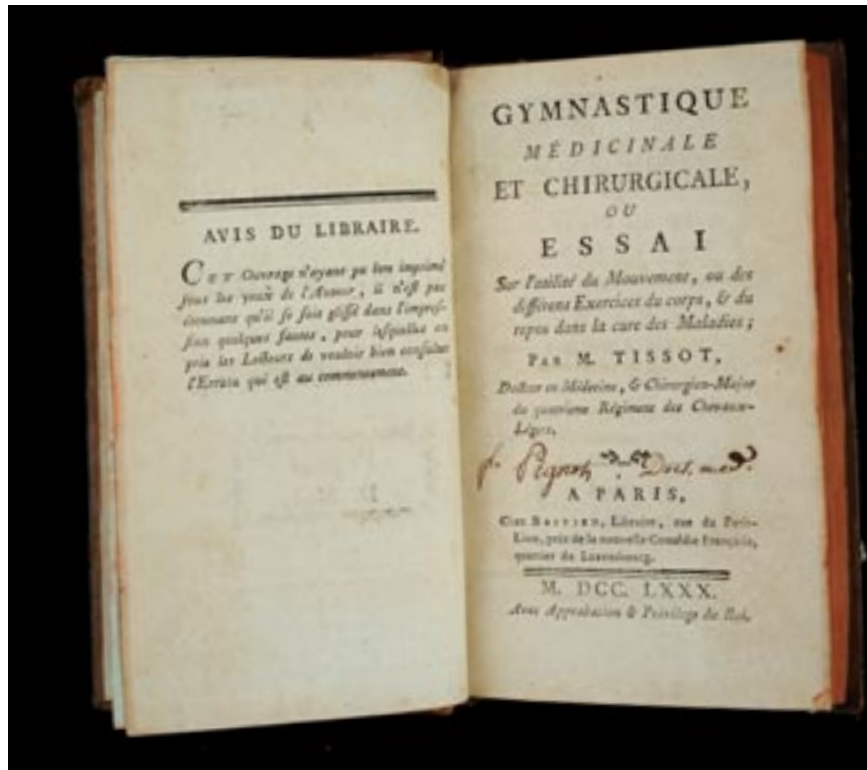 AVIS DU LIBRAIRE.
CET Ouvrage n'ayant pu être imprimé
sous les yeux de l'Auteur, il n'est pas
étonnant qu'il se soit glissé dans l'impres-
sion quelques fautes, pour lesquelles on
prie les Lecteurs de vouloir bien consulter
l'Errata qui est au commencement.
GYMNASTIQUE
MÉDICINALE
ET CHIRURGICALE,
OU
ESSAI
Sur l'utilité du Mouvement, ou des
différens Exercices du corps, & du
repos dans la cure des Maladies;
PAR M. TISSOT,
Docteur en Médecine, & Chirurgien-Major
du quatrieme Régiment des Chevaux-
Légers.
Doct. med.
A PARIS,
Chez BASTIEN, Libraire, rue du Petit-
Lion, près de la nouvelle Comédie Françoise,
quartier du Luxembourg.
M. DCC. LXXX.
Avec Approbation & Privilege du Roi.